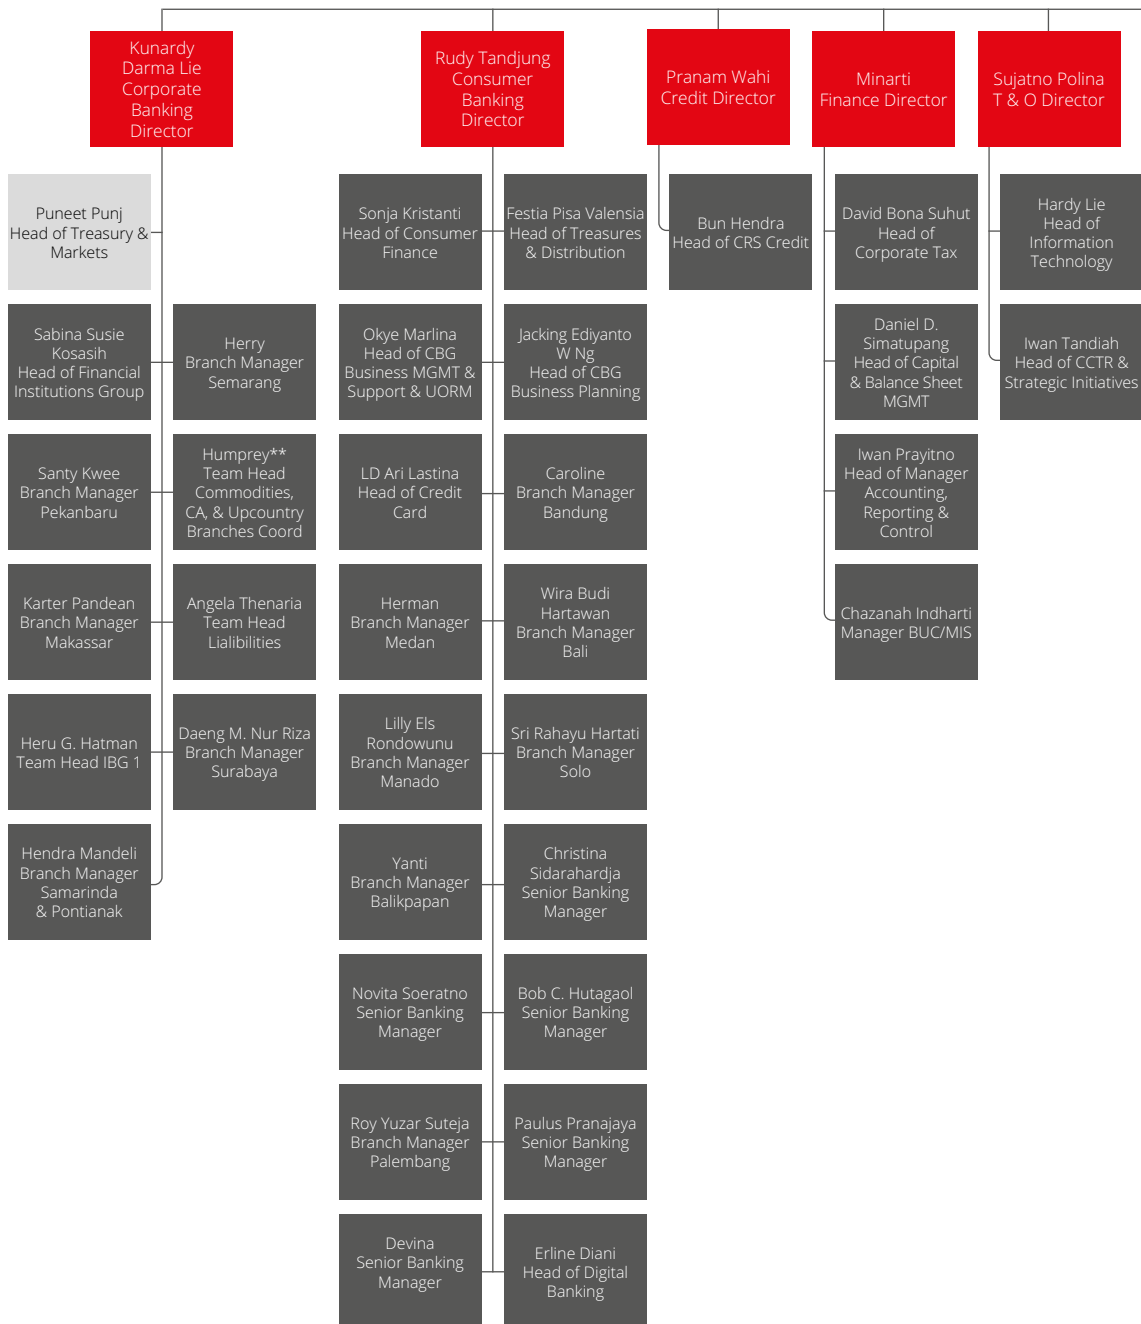 Kunardy
Darma Lie
Corporate
Banking
Director
Rudy Tandjung
Consumer
Banking
Director
Pranam Wahi
Credit Director
Minarti
Finance Director
Sujatno Polina
T & O Director
Puneet Punj
Head of Treasury &
Markets
Sonja Kristanti
Head of Consumer
Finance
Festia Pisa Valensia
Head of Treasures
& Distribution
Bun Hendra
Head of CRS Credit
David Bona Suhut
Head of
Corporate Tax
Hardy Lie
Head of
Information
Technology
Sabina Susie
Kosasih
Head of Financial
Institutions Group
Herry
Branch Manager
Semarang
Okye Marlina
Head of CBG
Business MGMT &
Support & UORM
Jacking Ediyanto
W Ng
Head of CBG
Business Planning
Daniel D.
Simatupang
Head of Capital
& Balance Sheet
MGMT
Iwan Tandiah
Head of CCTR &
Strategic Initiatives
Santy Kwee
Branch Manager
Pekanbaru
Humprey**
Team Head
Commodities,
CA, & Upcountry
Branches Coord
LD Ari Lastina
Head of Credit
Card
Caroline
Branch Manager
Bandung
Iwan Prayitno
Head of Manager
Accounting,
Reporting &
Control
Karter Pandean
Branch Manager
Makassar
Angela Thenaria
Team Head
Lialibilities
Herman
Branch Manager
Medan
Wira Budi
Hartawan
Branch Manager
Bali
Chazanah Indharti
Manager BUC/MIS
Heru G. Hatman
Team Head IBG 1
Daeng M. Nur Riza
Branch Manager
Surabaya
Lilly Els
Rondowunu
Branch Manager
Manado
Sri Rahayu Hartati
Branch Manager
Solo
Hendra Mandeli
Branch Manager
Samarinda
& Pontianak
Yanti
Branch Manager
Balikpapan
Christina
Sidarahardja
Senior Banking
Manager
Novita Soeratno
Senior Banking
Manager
Bob C. Hutagaol
Senior Banking
Manager
Roy Yuzar Suteja
Branch Manager
Palembang
Paulus Pranajaya
Senior Banking
Manager
Devina
Senior Banking
Manager
Erline Diani
Head of Digital
Banking